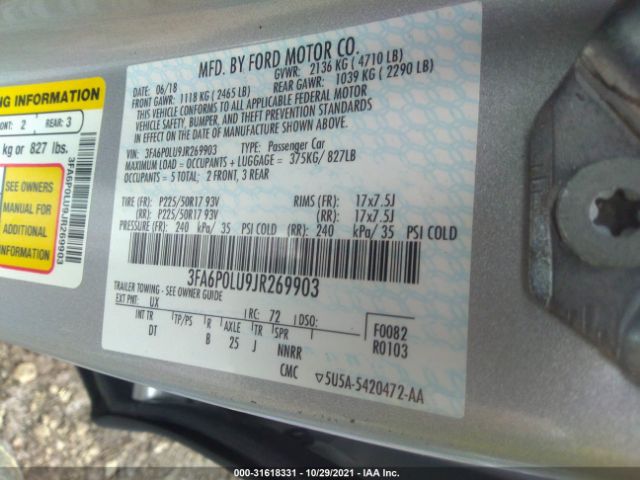 MFD. BY FORD MOTOR CO.
DATE: 06/18
GVWR: 2136 KG ( 4710 LB)
FRONT GAWR: 1118 KG ( 2465 LB)
REAR GAWR: 1039 KG ( 2290 LB)
THIS VEHICLE CONFORMS TO ALL APPLICABLE FEDERAL MOTOR
VEHICLE SAFETY, BUMPER, AND THEFT PREVENTION STANDARDS
IN EFFECT ON THE DATE OF MANUFACTURE SHOWN ABOVE.
VIN: 3FA6P0LU9JR269903 TYPE: Passenger Car
MAXIMUM LOAD = OCCUPANTS + LUGGAGE = 375KG/827LB
OCCUPANTS = 5 TOTAL: 2 FRONT, 3 REAR
TIRE (FR): P225/50R17 93V RIMS (FR): 17x7.5J
(RR): P225/50R17 93V (RR): 17x7.5J
PRESSURE (FR): 240 kPa/ 35 PSI COLD (RR): 240 kPa/ 35 PSI COLD
3FA6P0LU9JR269903
TRAILER TOWING - SEE OWNER GUIDE
EXT PNT: UX RC: 72 DSO:
INT TR TP/PS R AXLE TR SPR
DT B 25 J NNRR
CMC
F0082
R0103
▽5U5A-5420472-AA
NG INFORMATION
ONT: 2 REAR: 3
kg or 827 lbs.
SEE OWNERS
MANUAL FOR
ADDITIONAL
INFORMATION
3FA6P0LU9JR269903
000-31618331 - 10/29/2021 - IAA Inc.